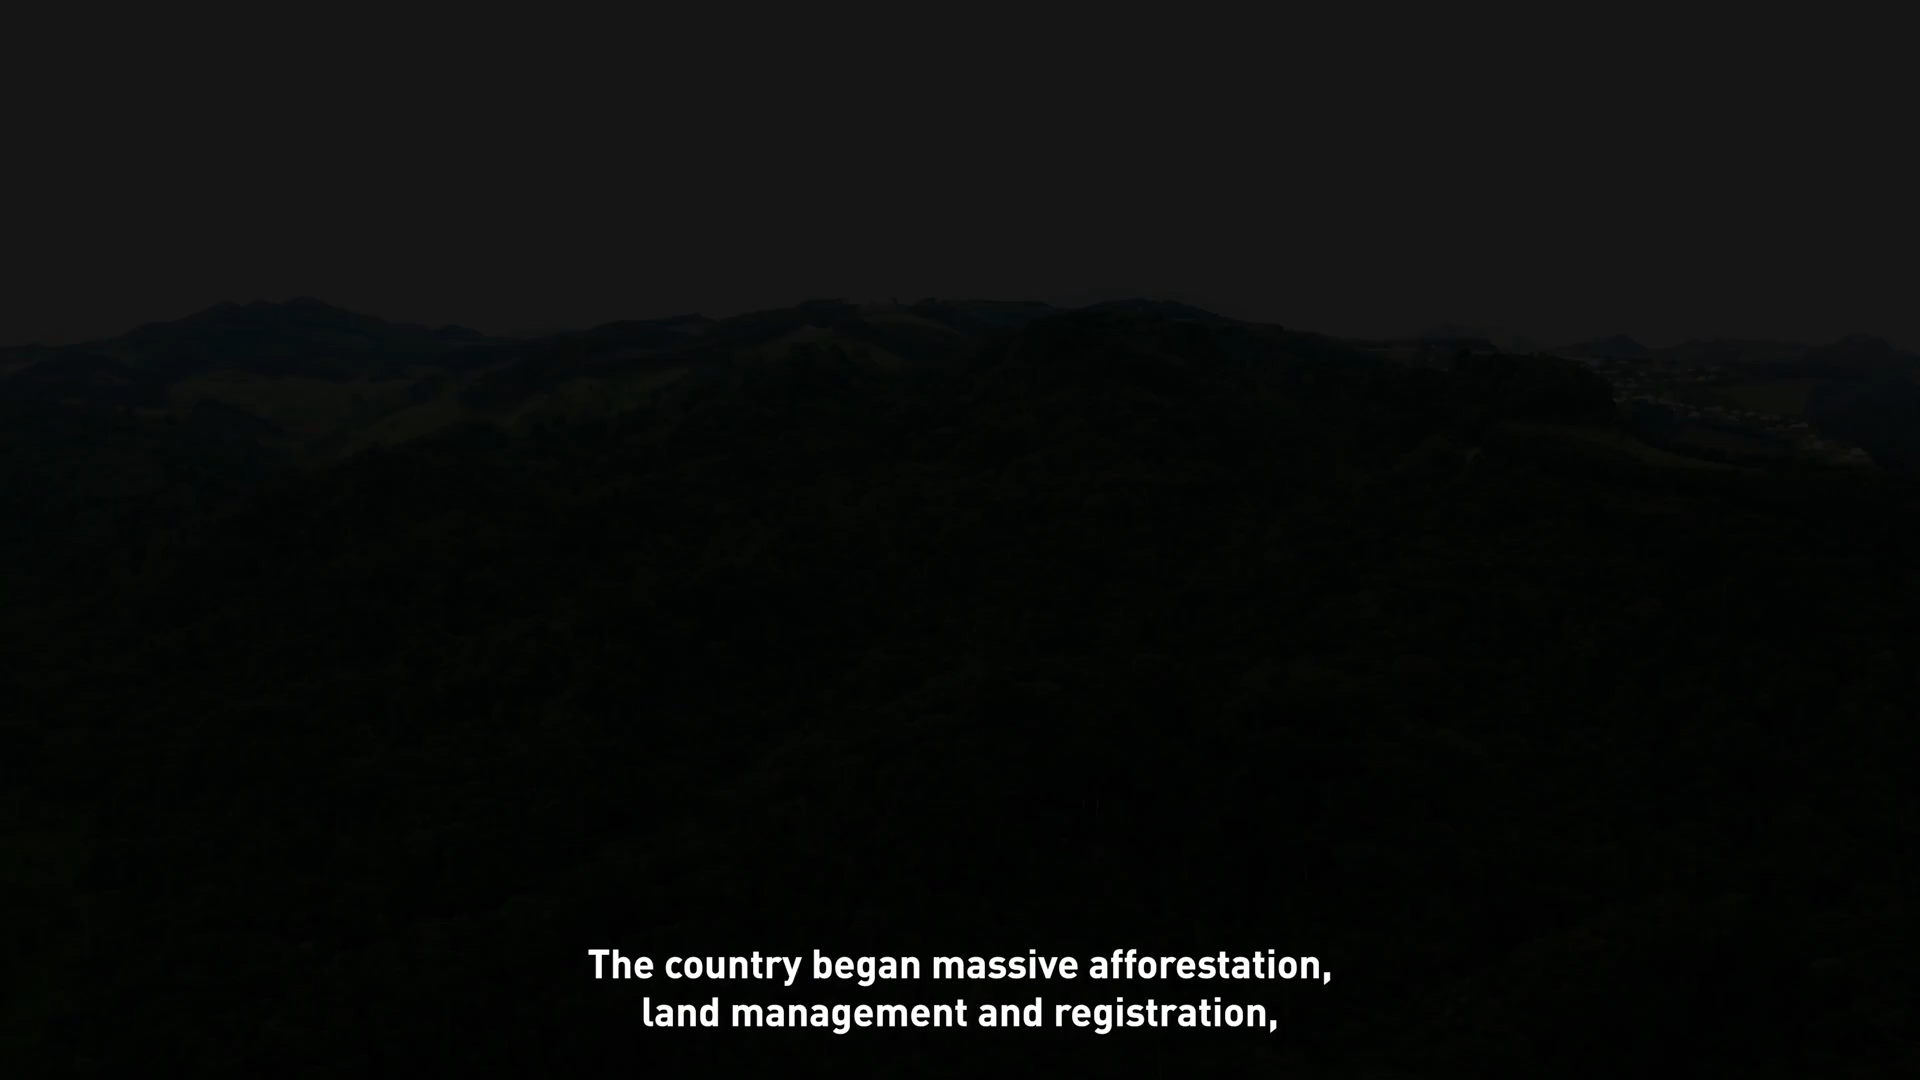 The country began massive afforestation,
land management and registration,